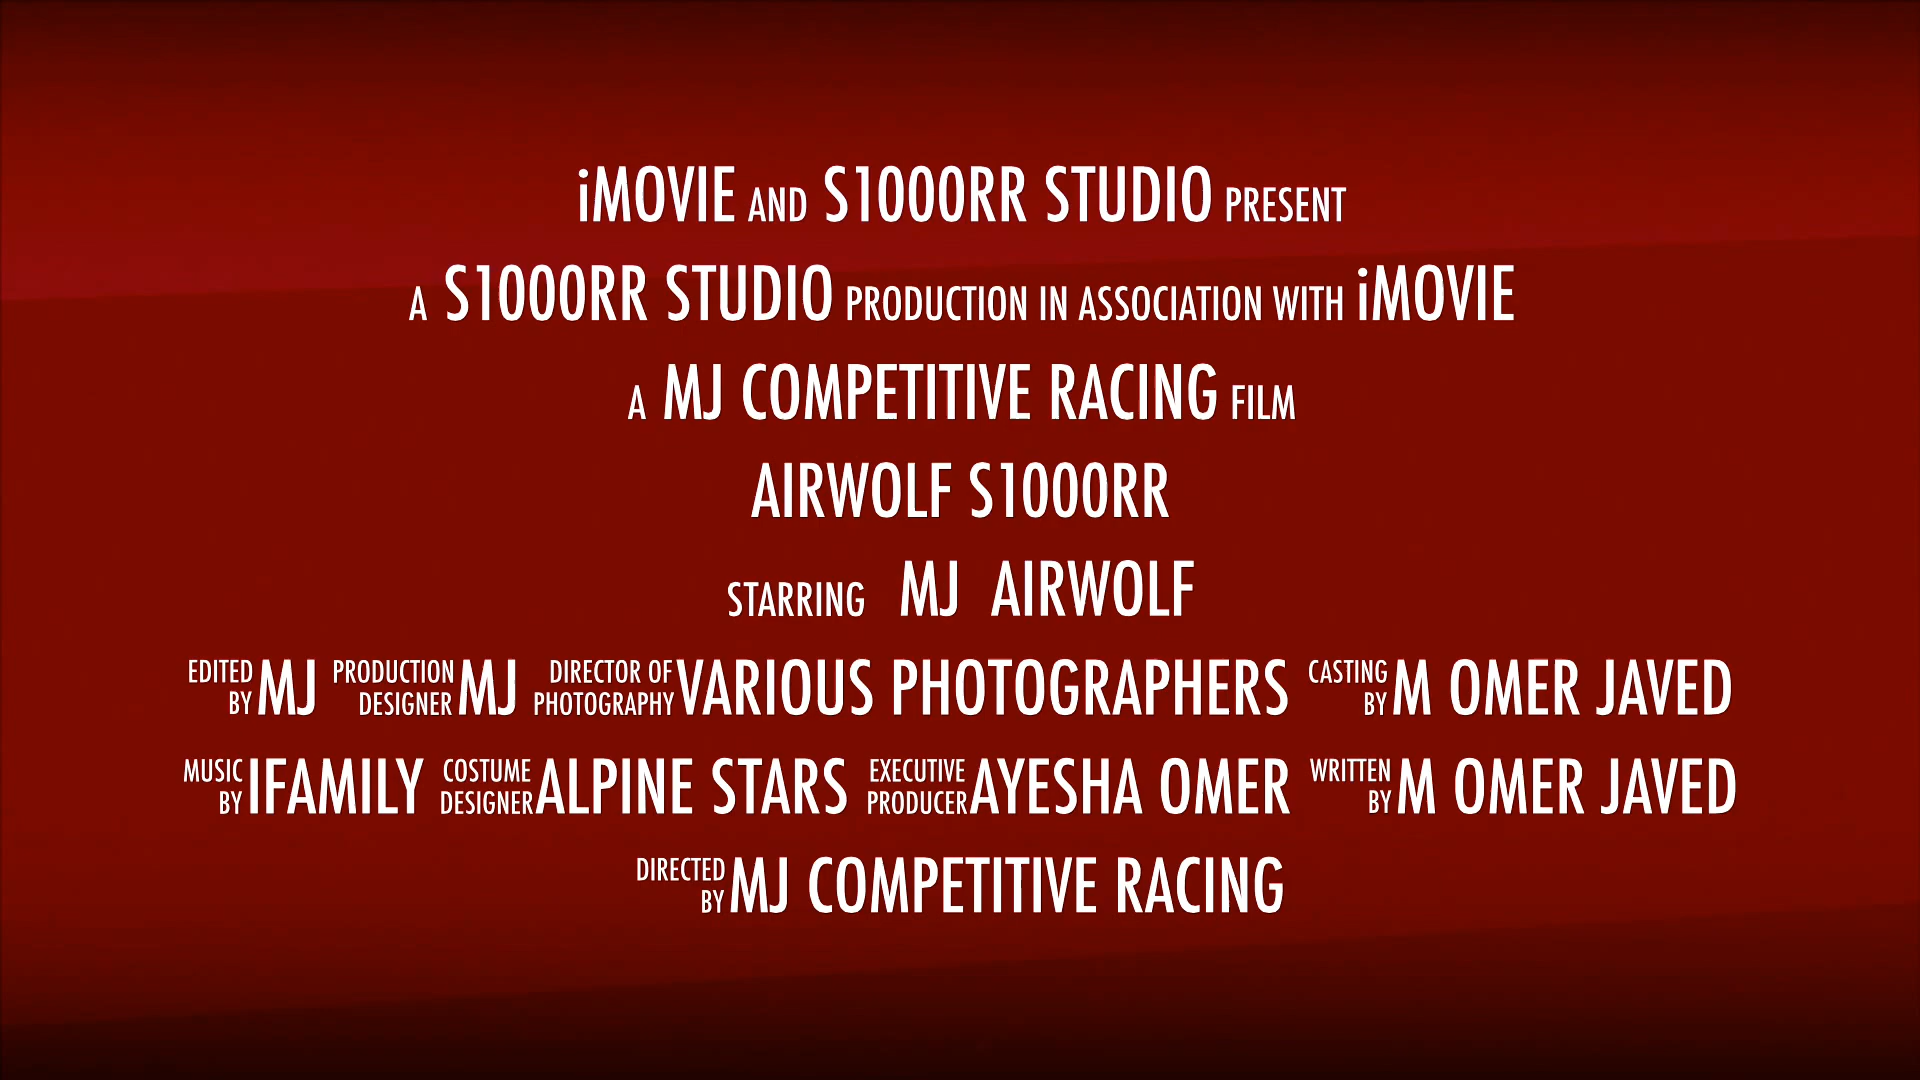 iMOVIE AND S1000RR STUDIO PRESENT
A S1000RR STUDIO PRODUCTION IN ASSOCIATION WITH iMOVIE
A MJ COMPETITIVE RACING FILM
AIRWOLF S1000RR
STARRING MJ AIRWOLF
EDITED BY MJ PRODUCTION DESIGNER MJ DIRECTOR OF PHOTOGRAPHY VARIOUS PHOTOGRAPHERS CASTING BY M OMER JAVED
MUSIC BY IFAMILY COSTUME DESIGNER ALPINE STARS EXECUTIVE PRODUCER AYESHA OMER WRITTEN BY M OMER JAVED
DIRECTED BY MJ COMPETITIVE RACING